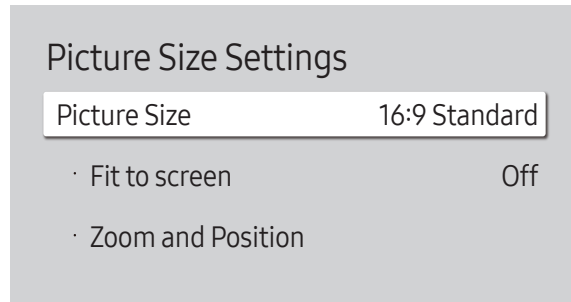 Picture Size Settings
Picture Size 16:9 Standard
· Fit to screen Off
· Zoom and Position